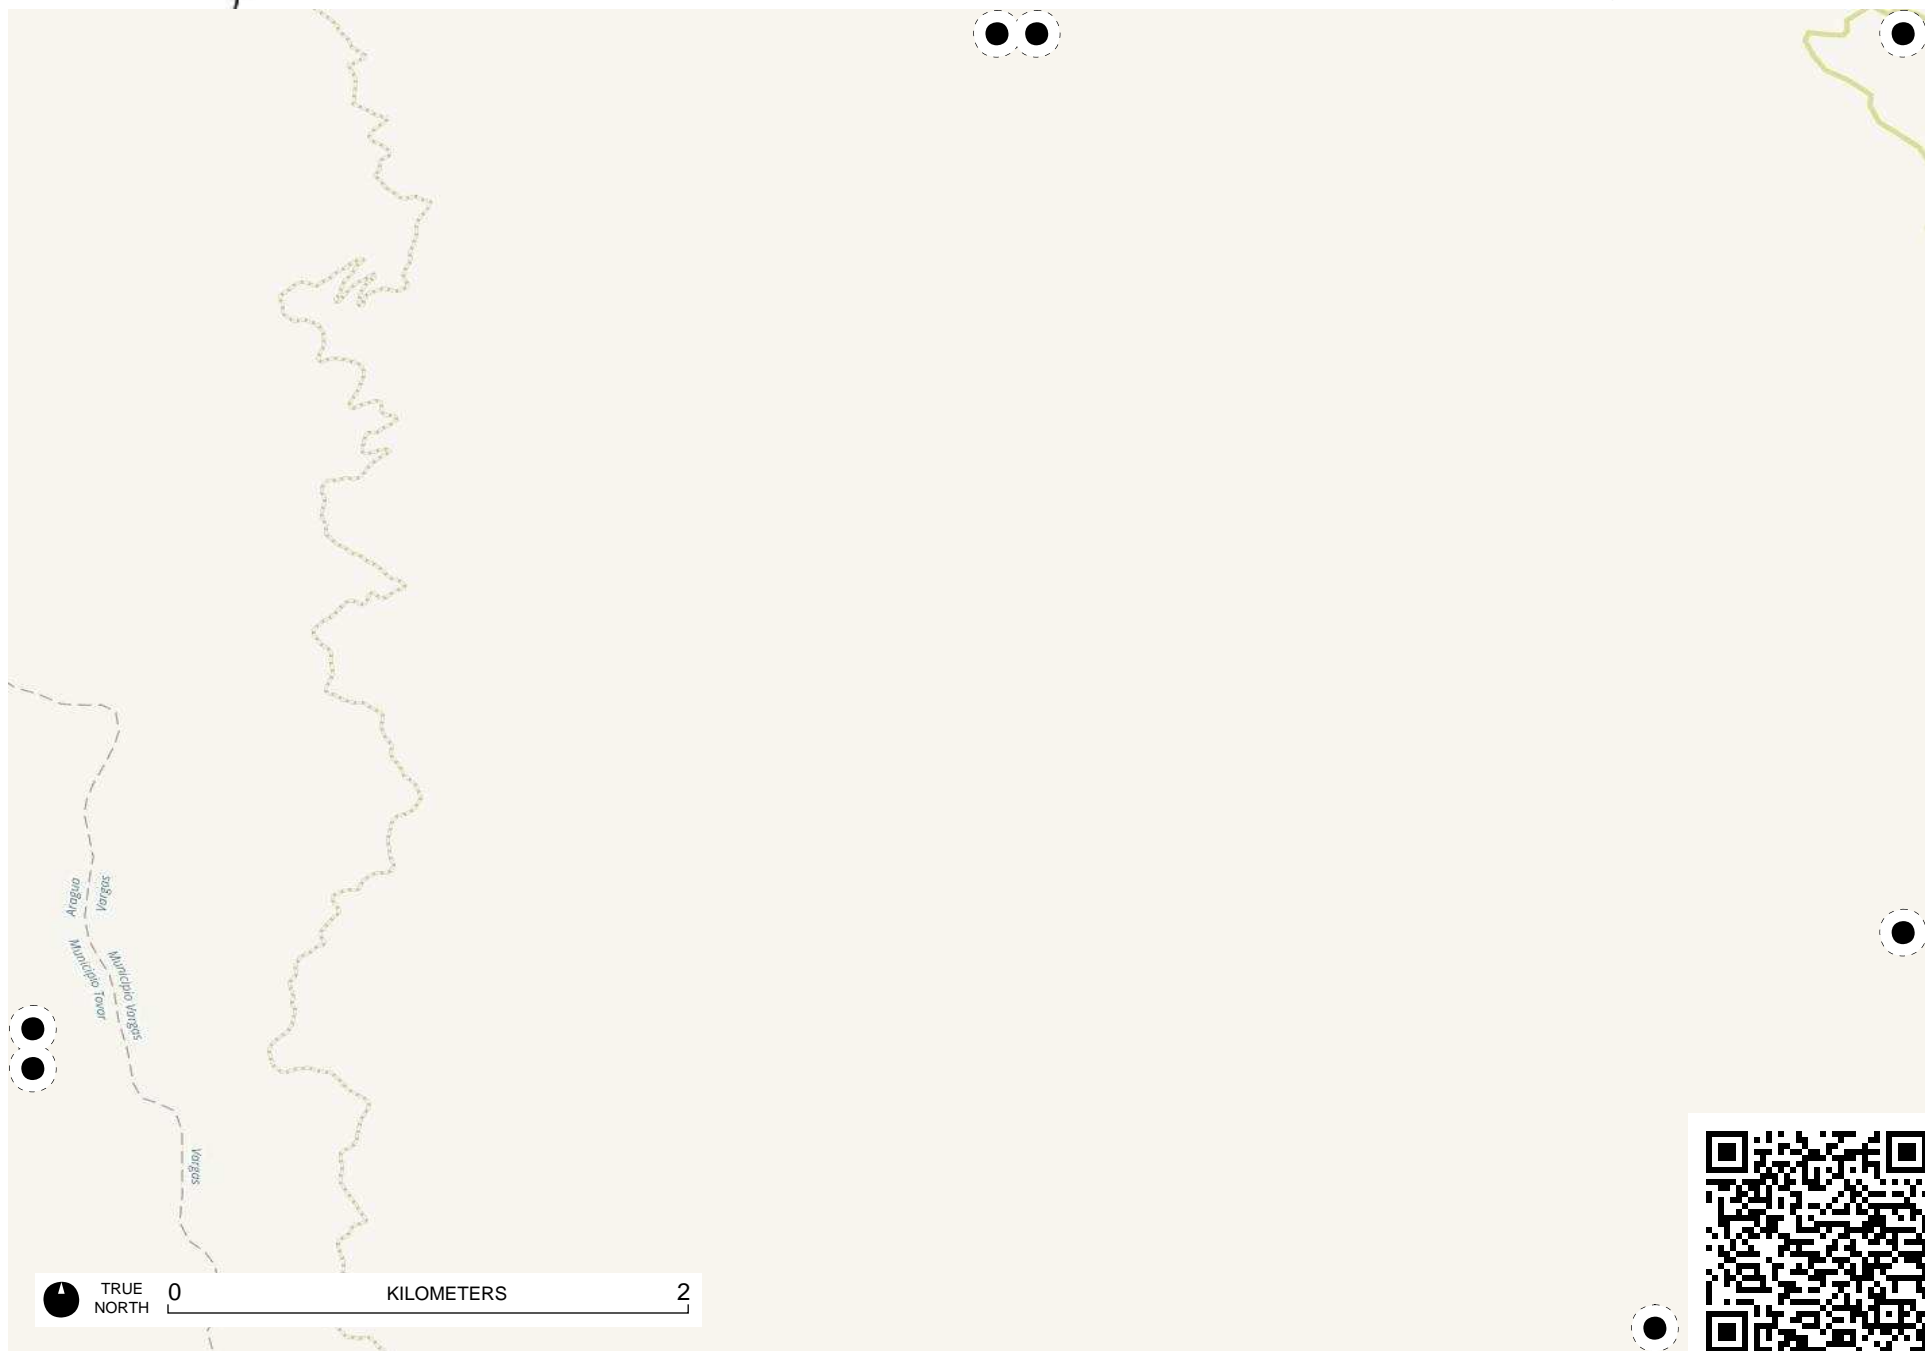 Aragua
Vargas
Municipio Tovar
Municipio Vargas
Vargas
TRUE NORTH
0
KILOMETERS
2